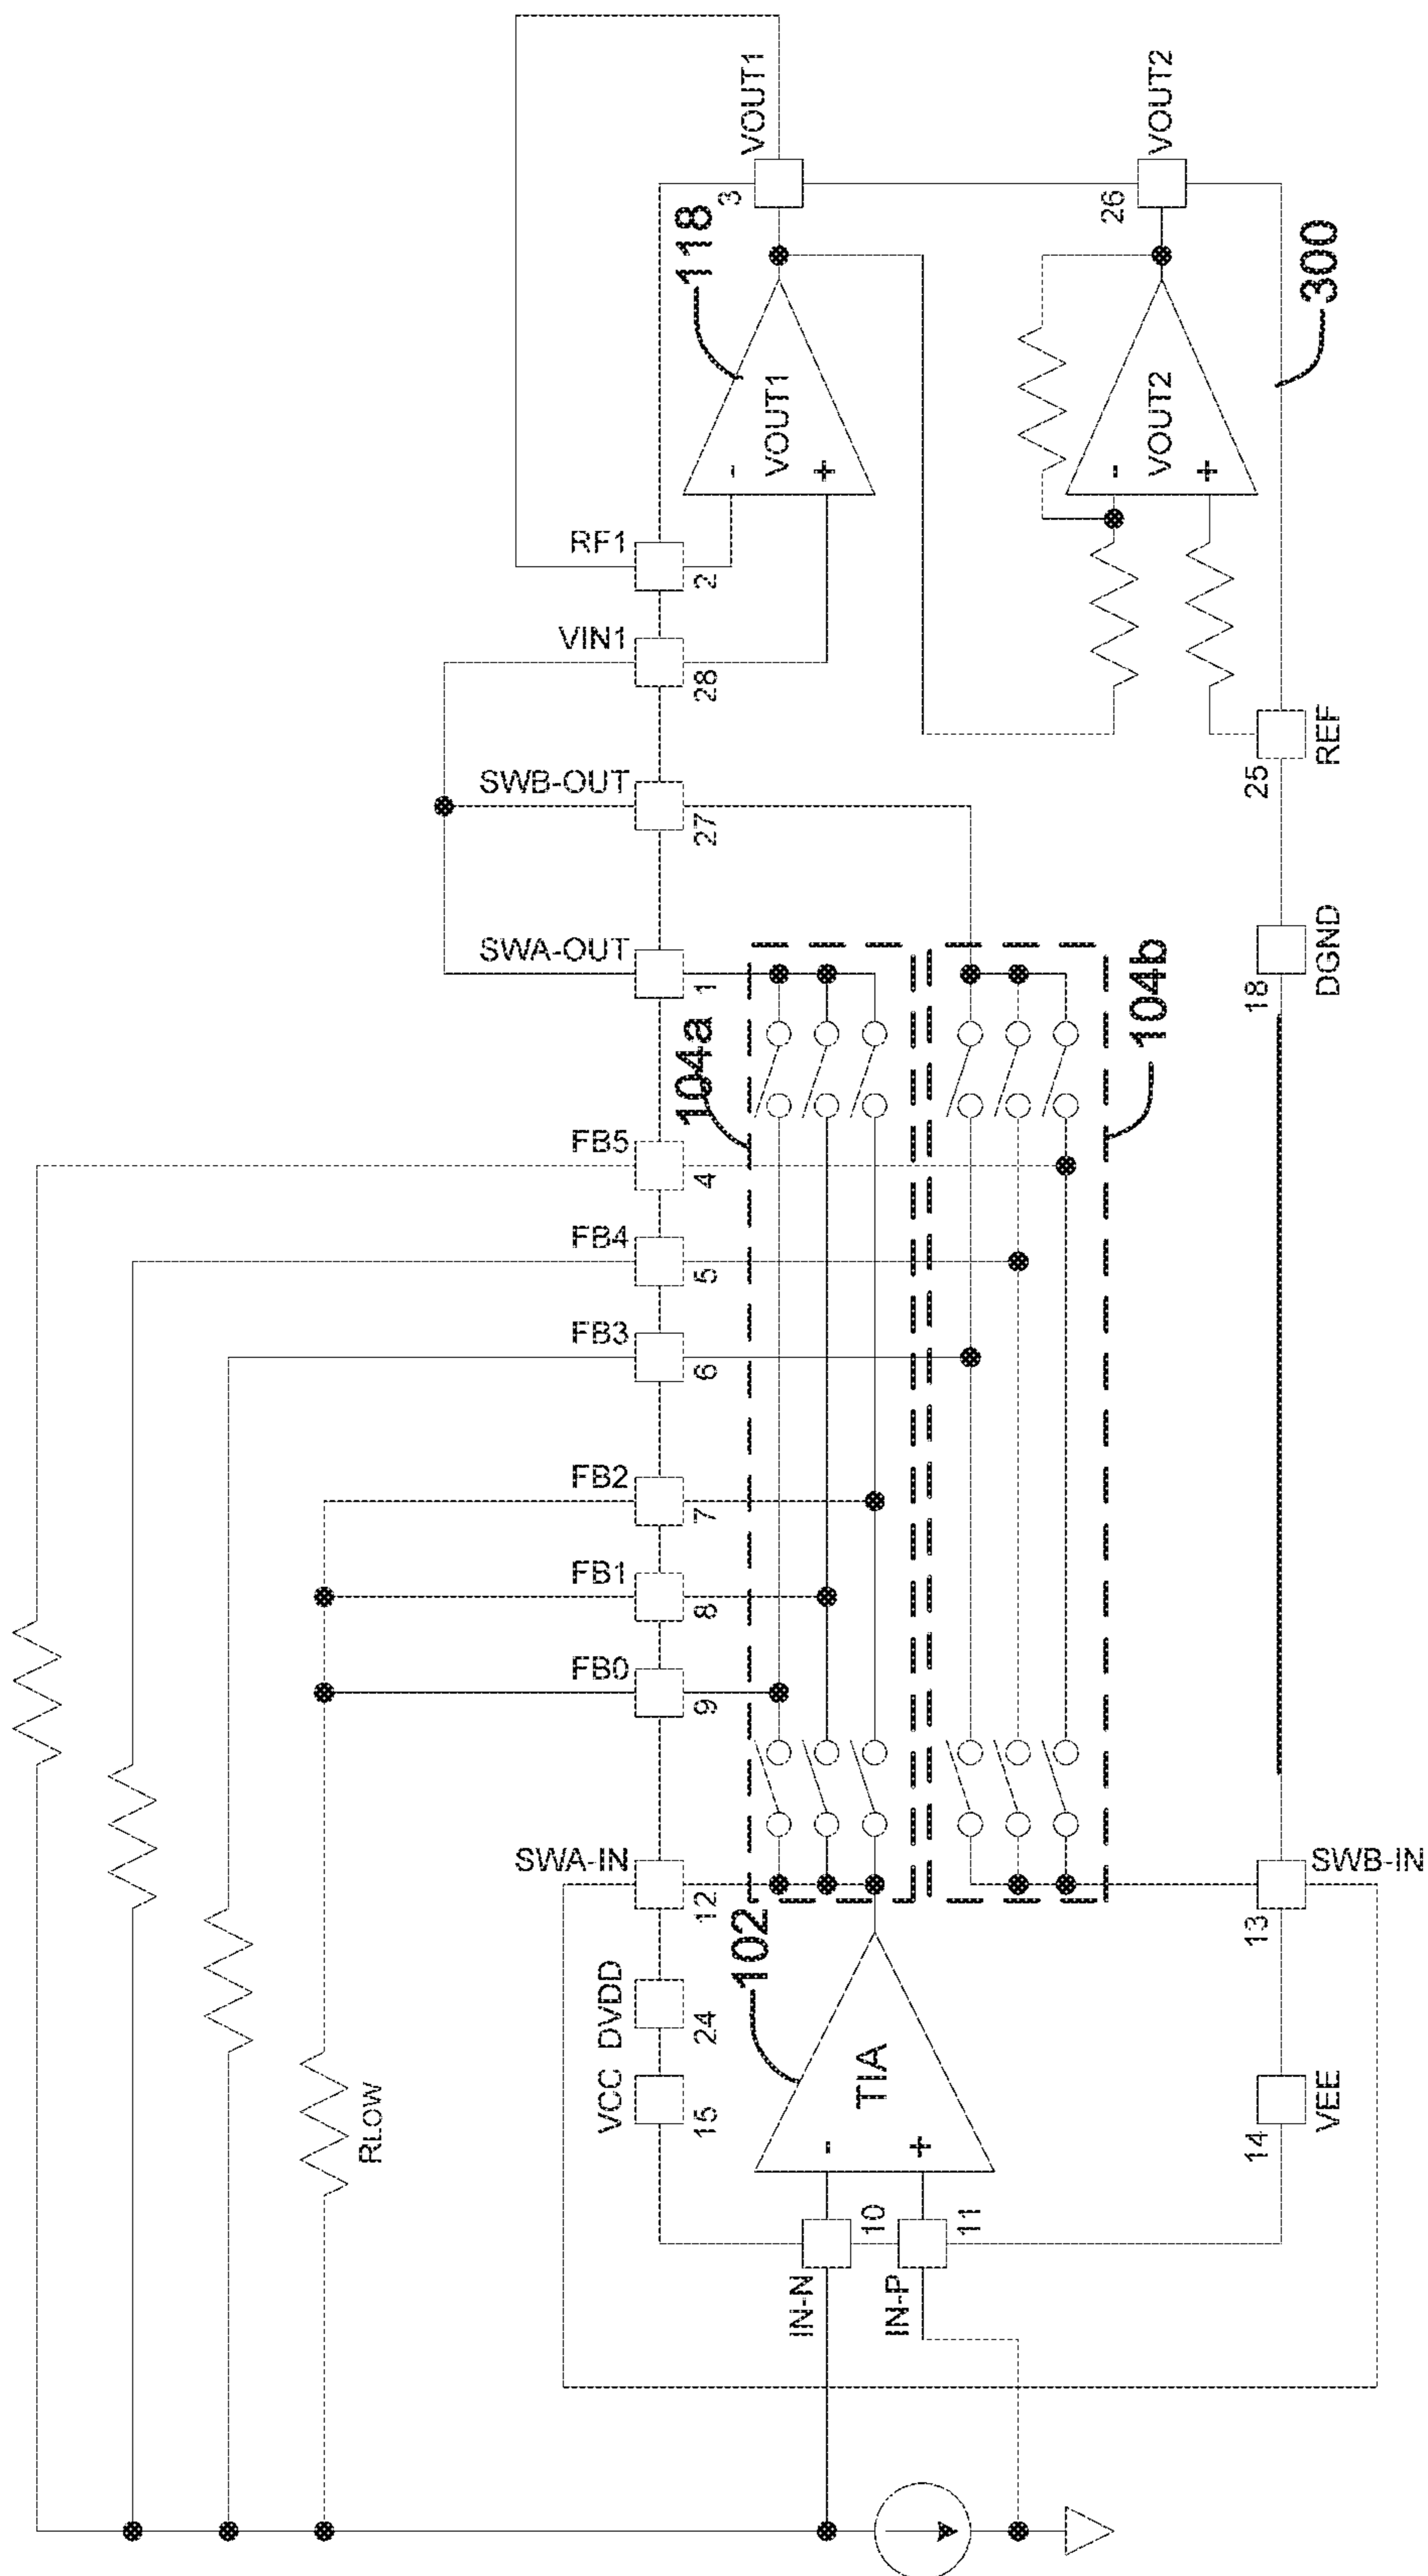 VOUT1
3
118
VOUT1
-
+
RF1
2
VIN1
28
VOUT2
26
300
VOUT2
-
+
REF
25
SWB-OUT
27
SWA-OUT
1
104a
104b
DGND
18
FB5
4
FB4
5
FB3
6
FB2
7
FB1
8
FB0
9
SWA-IN
12
SWB-IN
13
102
DVDD
24
VCC
15
TIA
-
+
VEE
14
RLOW
10
11
IN-N
IN-P